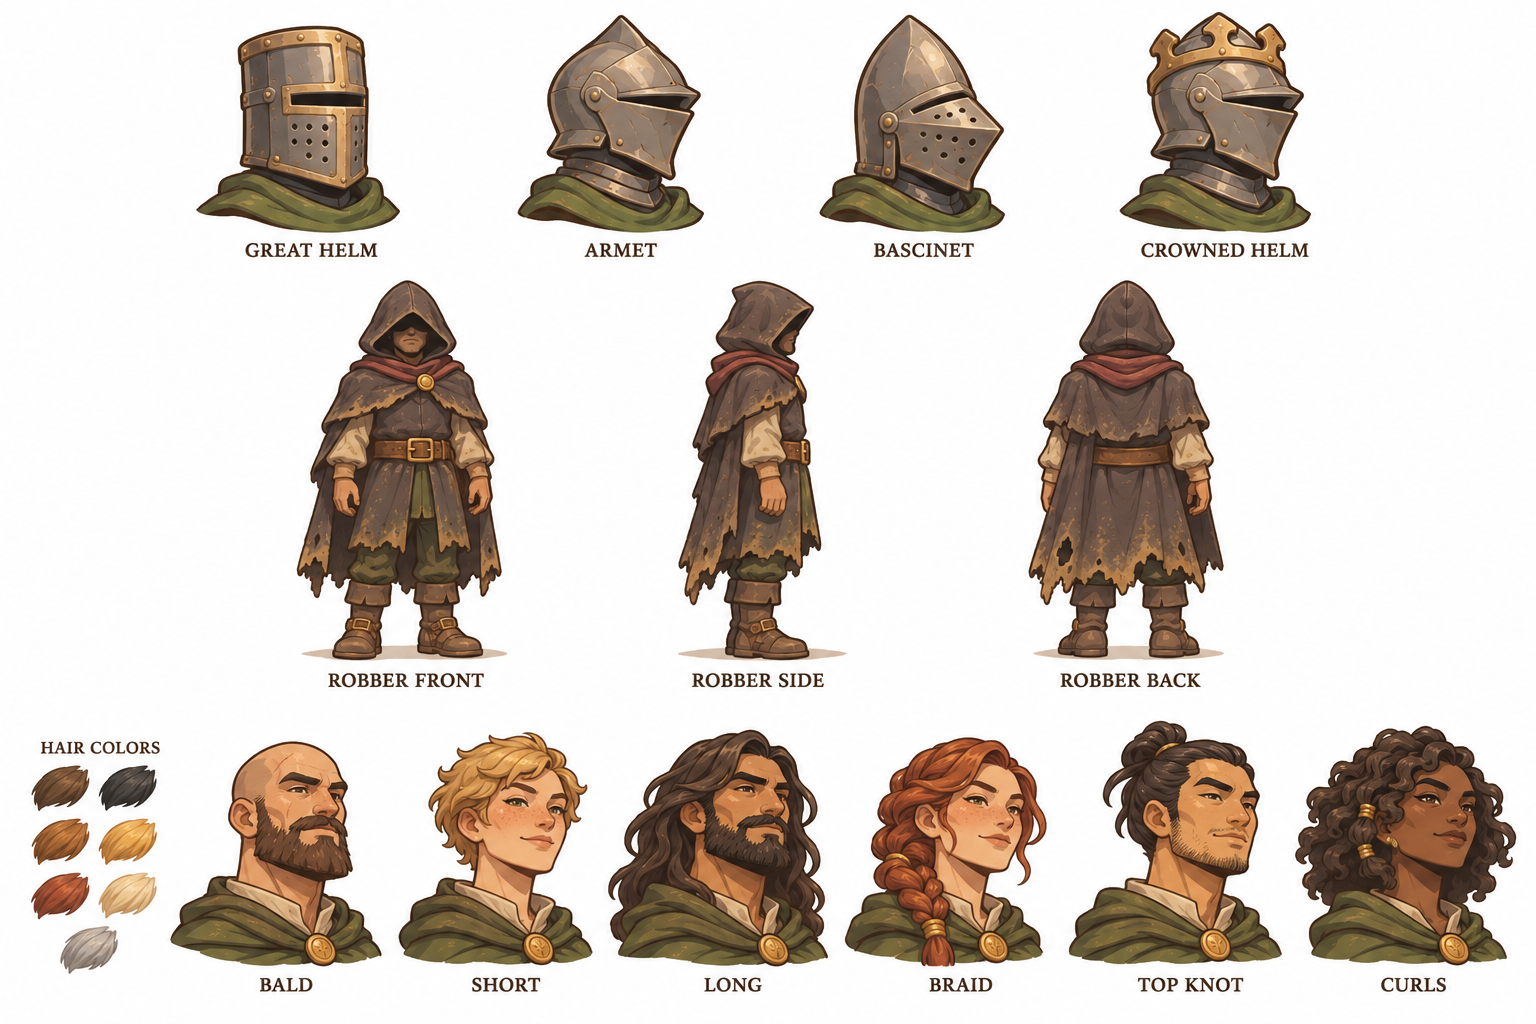 GREAT HELM
ARMET
BASCINET
CROWNED HELM
ROBBER FRONT
ROBBER SIDE
ROBBER BACK
HAIR COLORS
BALD
SHORT
LONG
BRAID
TOP KNOT
CURLS